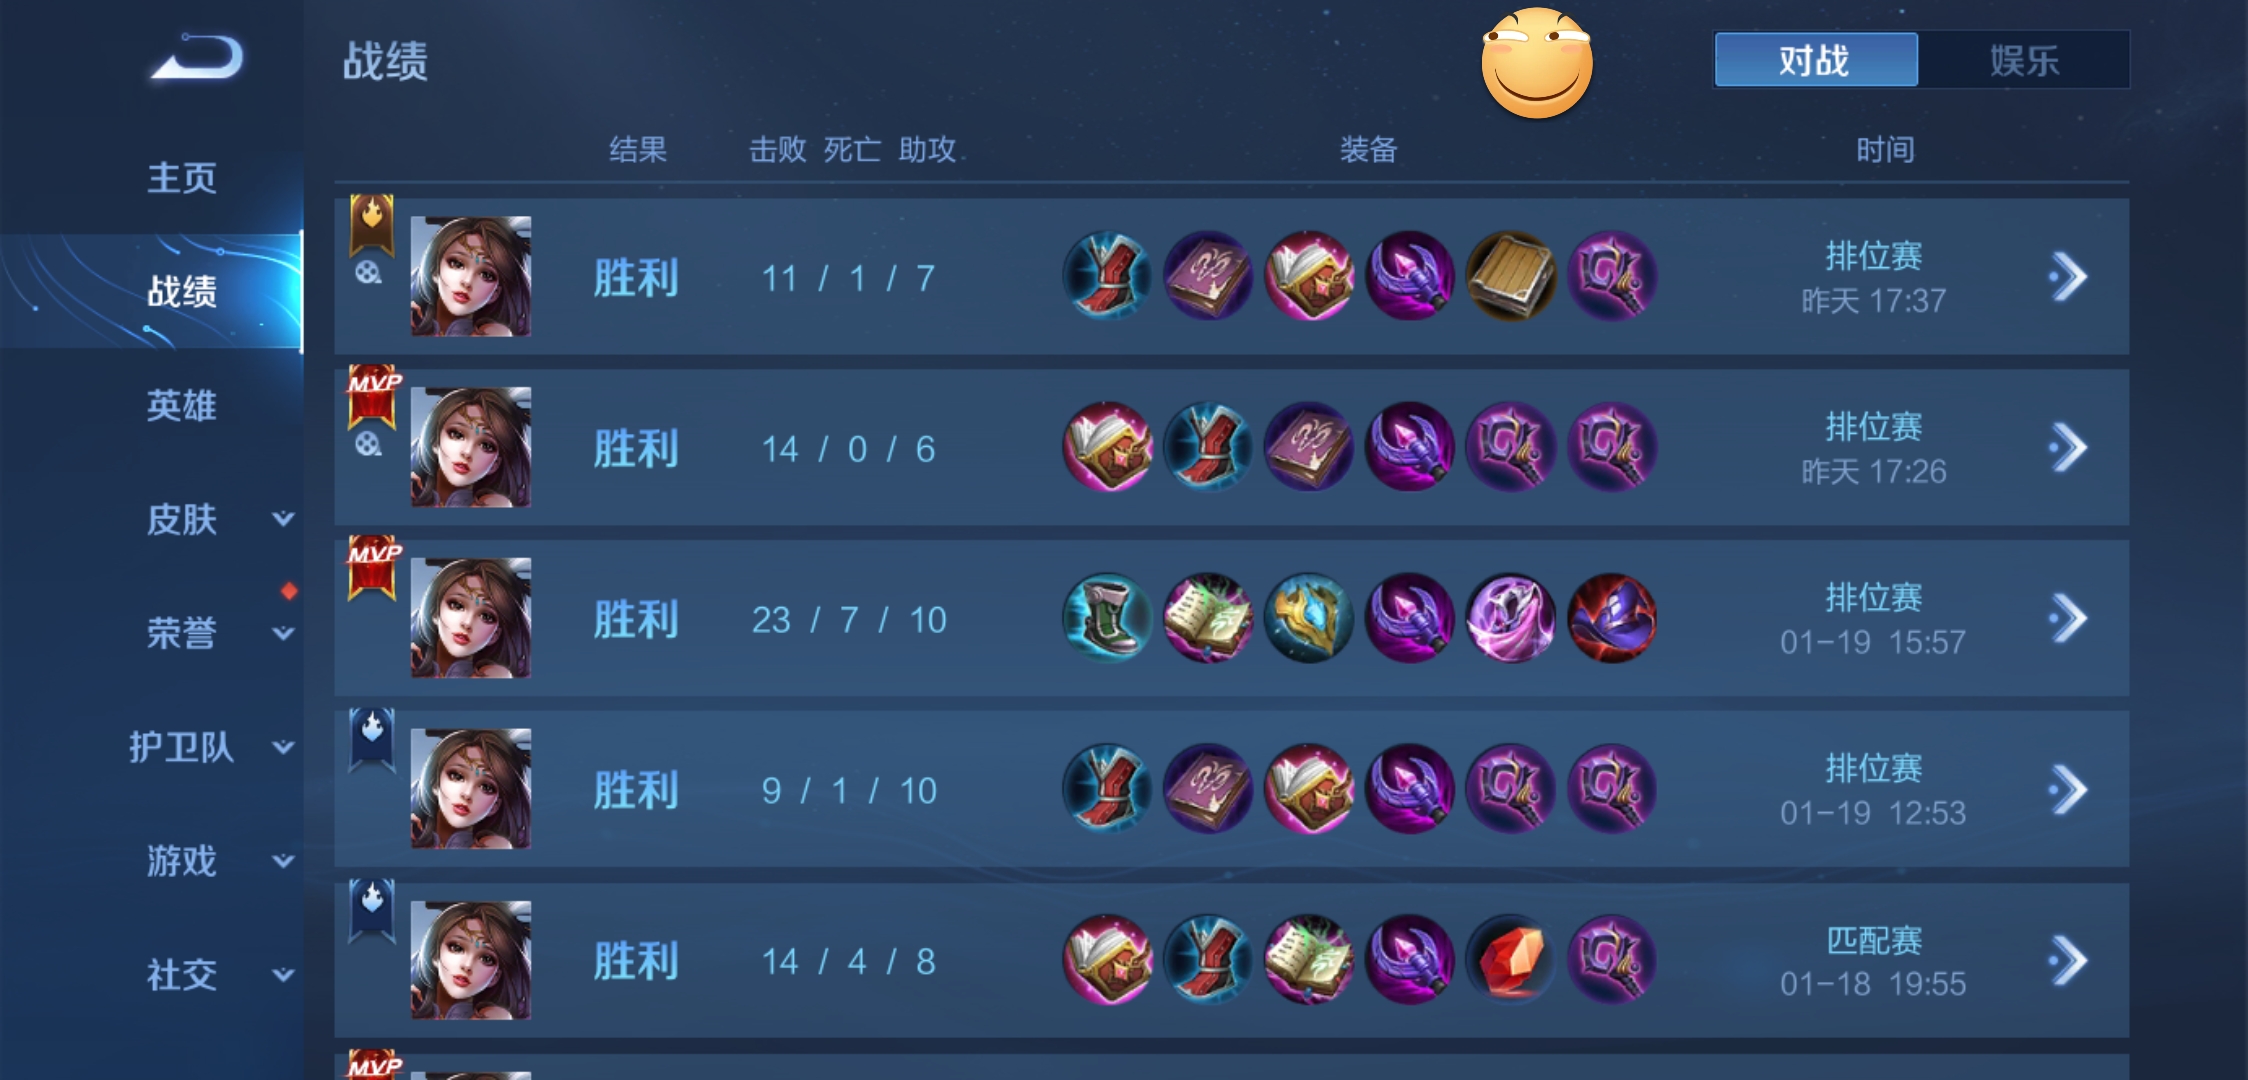 战绩
对战 娱乐
主页
战绩
英雄
皮肤
荣誉
护卫队
游戏
社交
结果 击败 死亡 助攻 装备 时间
胜利 11 / 1 / 7 排位赛
昨天 17:37
MVP
胜利 14 / 0 / 6 排位赛
昨天 17:26
MVP
胜利 23 / 7 / 10 排位赛
01-19 15:57
胜利 9 / 1 / 10 排位赛
01-19 12:53
胜利 14 / 4 / 8 匹配赛
01-18 19:55
MVP